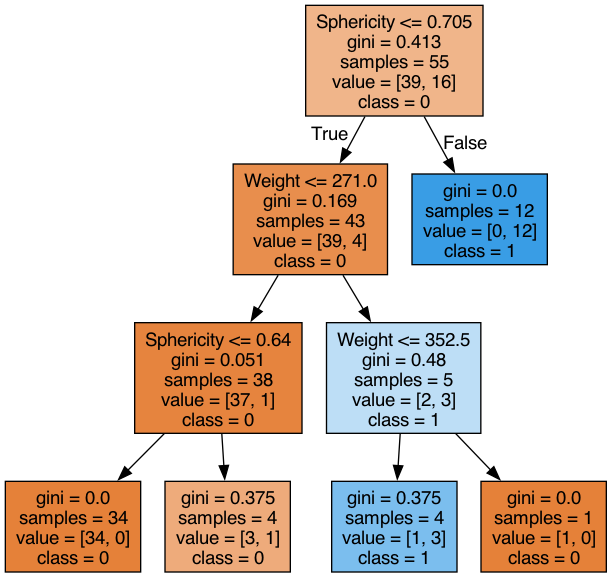 Sphericity <= 0.705
gini = 0.413
samples = 55
value = [39, 16]
class = 0
True
False
Weight <= 271.0
gini = 0.169
samples = 43
value = [39, 4]
class = 0
gini = 0.0
samples = 12
value = [0, 12]
class = 1
Sphericity <= 0.64
gini = 0.051
samples = 38
value = [37, 1]
class = 0
Weight <= 352.5
gini = 0.48
samples = 5
value = [2, 3]
class = 1
gini = 0.0
samples = 34
value = [34, 0]
class = 0
gini = 0.375
samples = 4
value = [3, 1]
class = 0
gini = 0.375
samples = 4
value = [1, 3]
class = 1
gini = 0.0
samples = 1
value = [1, 0]
class = 0